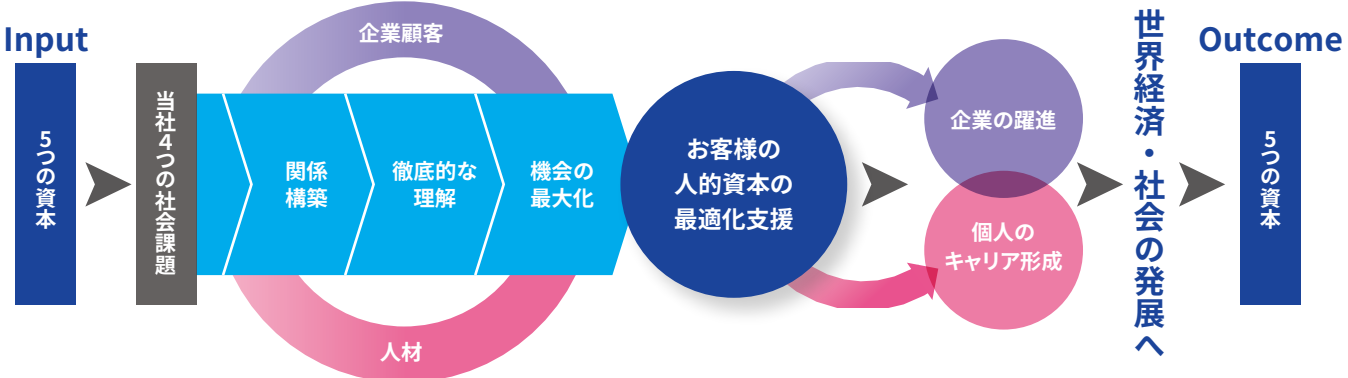 Input
5つの資本
当社4つの社会課題
企業顧客
関係
構築
徹底的な
理解
機会の
最大化
人材
お客様の
人的資本の
最適化支援
企業の躍進
個人の
キャリア形成
世界経済・社会の発展へ
Outcome
5つの資本